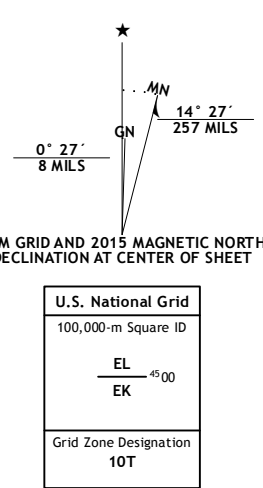 ★
MN
GN
14° 27´
257 MILS
0° 27´
8 MILS
M GRID AND 2015 MAGNETIC NORTH
DECLINATION AT CENTER OF SHEET
U.S. National Grid
100,000-m Square ID
EL
4500
EK
Grid Zone Designation
10T